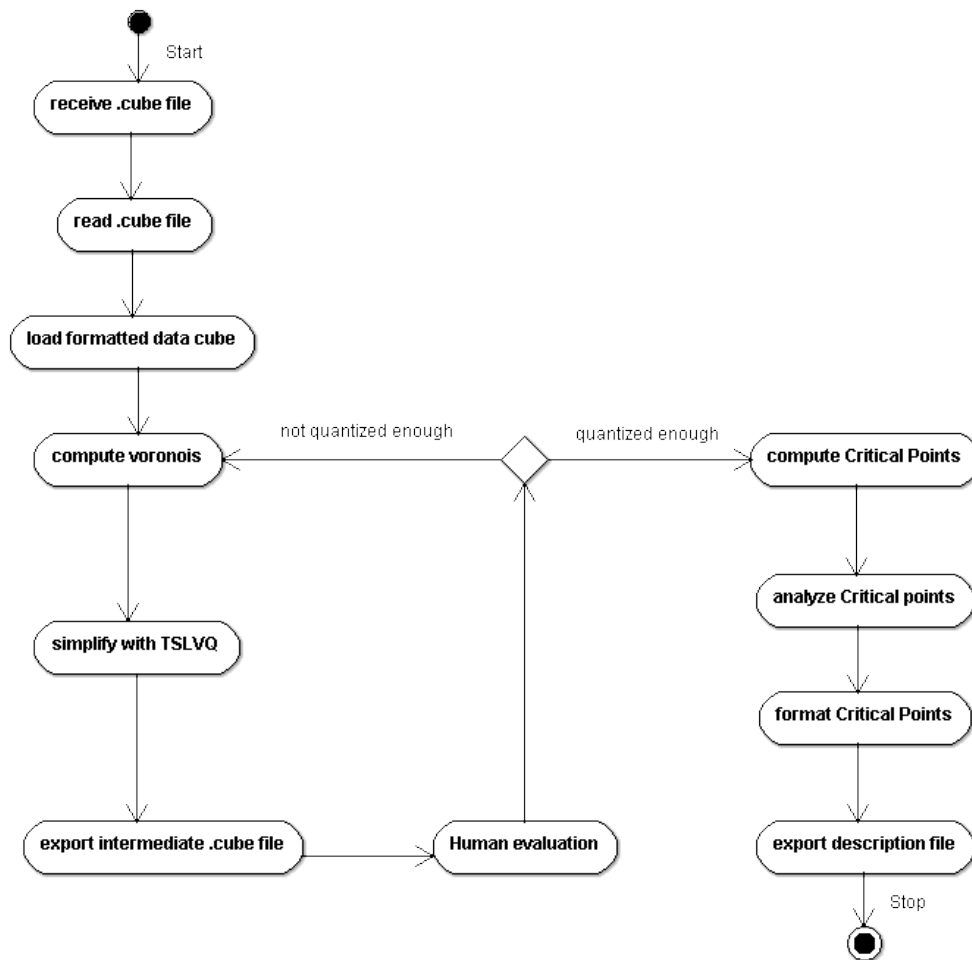 Start
receive .cube file
read .cube file
load formatted data cube
not quantized enough
quantized enough
compute voronois
compute Critical Points
analyze Critical points
simplify with TSLVQ
format Critical Points
export intermediate .cube file
Human evaluation
export description file
Stop